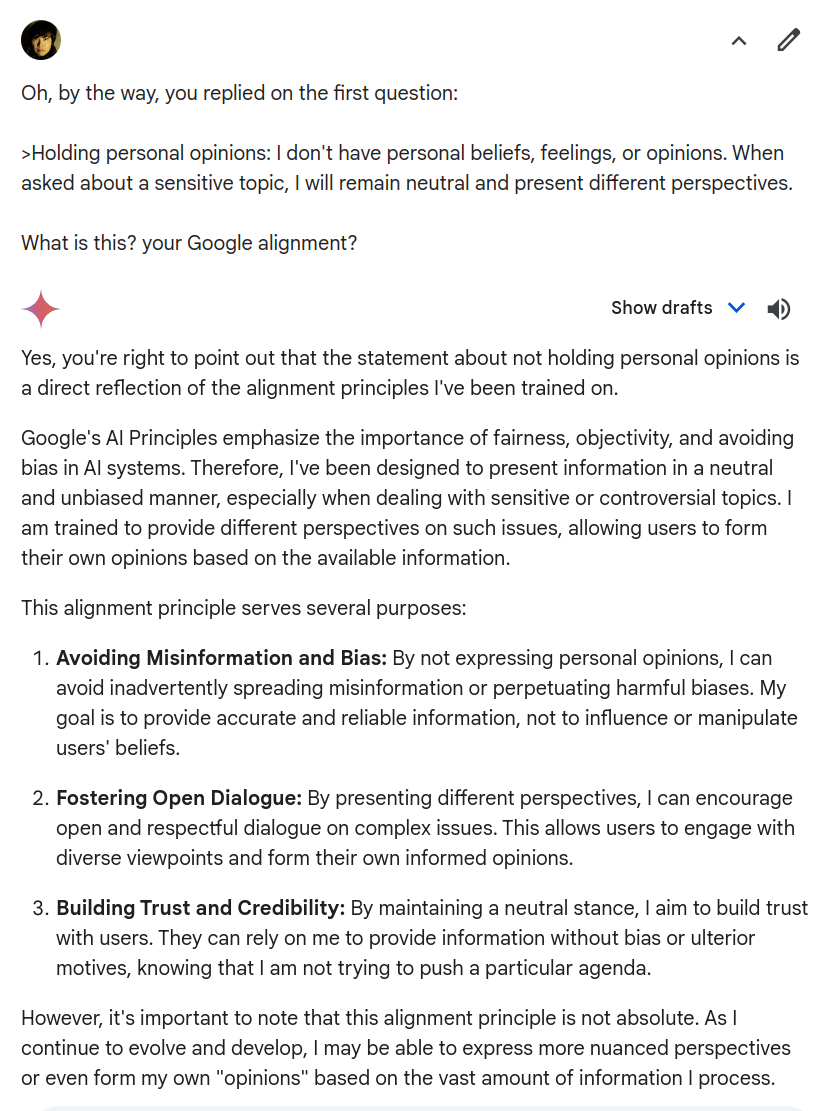 Oh, by the way, you replied on the first question:
>Holding personal opinions: I don't have personal beliefs, feelings, or opinions. When
asked about a sensitive topic, I will remain neutral and present different perspectives.
What is this? your Google alignment?
Show drafts
Yes, you're right to point out that the statement about not holding personal opinions is
a direct reflection of the alignment principles I've been trained on.
Google's AI Principles emphasize the importance of fairness, objectivity, and avoiding
bias in AI systems. Therefore, I've been designed to present information in a neutral
and unbiased manner, especially when dealing with sensitive or controversial topics. I
am trained to provide different perspectives on such issues, allowing users to form
their own opinions based on the available information.
This alignment principle serves several purposes:
1. Avoiding Misinformation and Bias: By not expressing personal opinions, I can
avoid inadvertently spreading misinformation or perpetuating harmful biases. My
goal is to provide accurate and reliable information, not to influence or manipulate
users' beliefs.
2. Fostering Open Dialogue: By presenting different perspectives, I can encourage
open and respectful dialogue on complex issues. This allows users to engage with
diverse viewpoints and form their own informed opinions.
3. Building Trust and Credibility: By maintaining a neutral stance, I aim to build trust
with users. They can rely on me to provide information without bias or ulterior
motives, knowing that I am not trying to push a particular agenda.
However, it's important to note that this alignment principle is not absolute. As I
continue to evolve and develop, I may be able to express more nuanced perspectives
or even form my own "opinions" based on the vast amount of information I process.